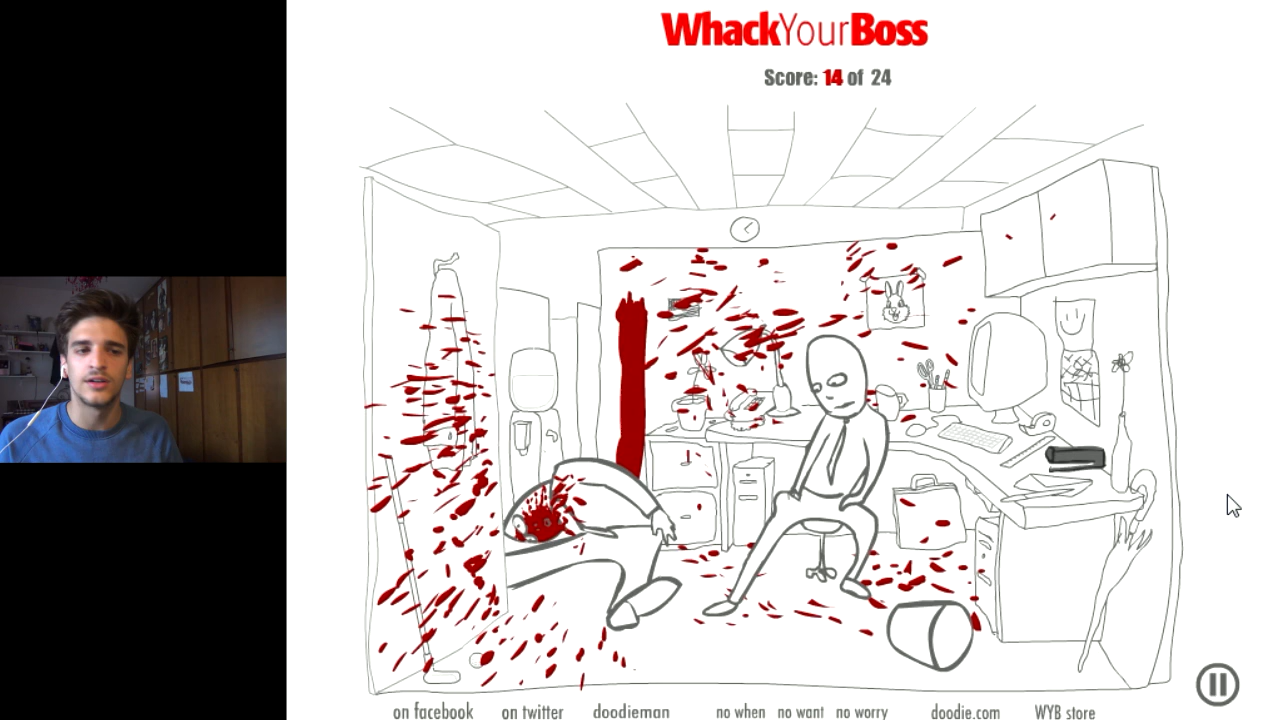 WhackYourBoss
Score: 14 of 24
on facebook on twitter doodieman no when no want no worry doodie.com WYB store